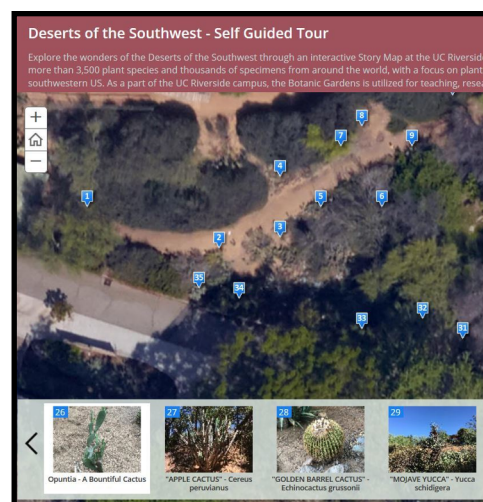 Deserts of the Southwest - Self Guided Tour
Explore the wonders of the Deserts of the Southwest through an interactive Story Map at the UC Riverside
more than 3,500 plant species and thousands of specimens from around the world, with a focus on plant
southwestern US. As a part of the UC Riverside campus, the Botanic Gardens is utilized for teaching, resea
+
−
8
7
9
4
1
5
6
3
2
35
34
32
33
31
26
27
28
29
Opuntia - A Bountiful Cactus
"APPLE CACTUS" - Cereus
peruvianus
"GOLDEN BARREL CACTUS" -
Echinocactus grussonii
"MOJAVE YUCCA" - Yucca
schidigera